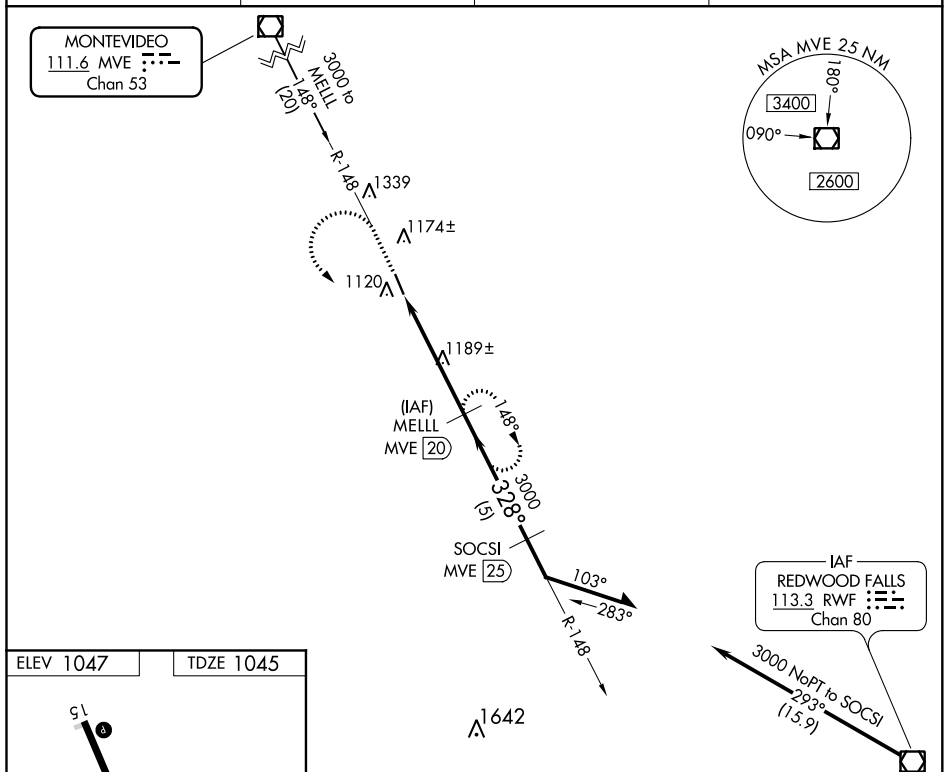 MONTEVIDEO
111.6 MVE
Chan 53
3000 to
MELLL
148°
(20)
R-148
MSA MVE 25 NM
180°
3400
090°
2600
1339
1174±
1120
1189±
(IAF)
MELLL
MVE 20
148°
3000
328°
(5)
SOCSI
MVE 25
103°
283°
R-148
IAF
REDWOOD FALLS
113.3 RWF
Chan 80
3000 NoPT to SOCSI
293°
(15.9)
1642
ELEV 1047
TDZE 1045
15
P